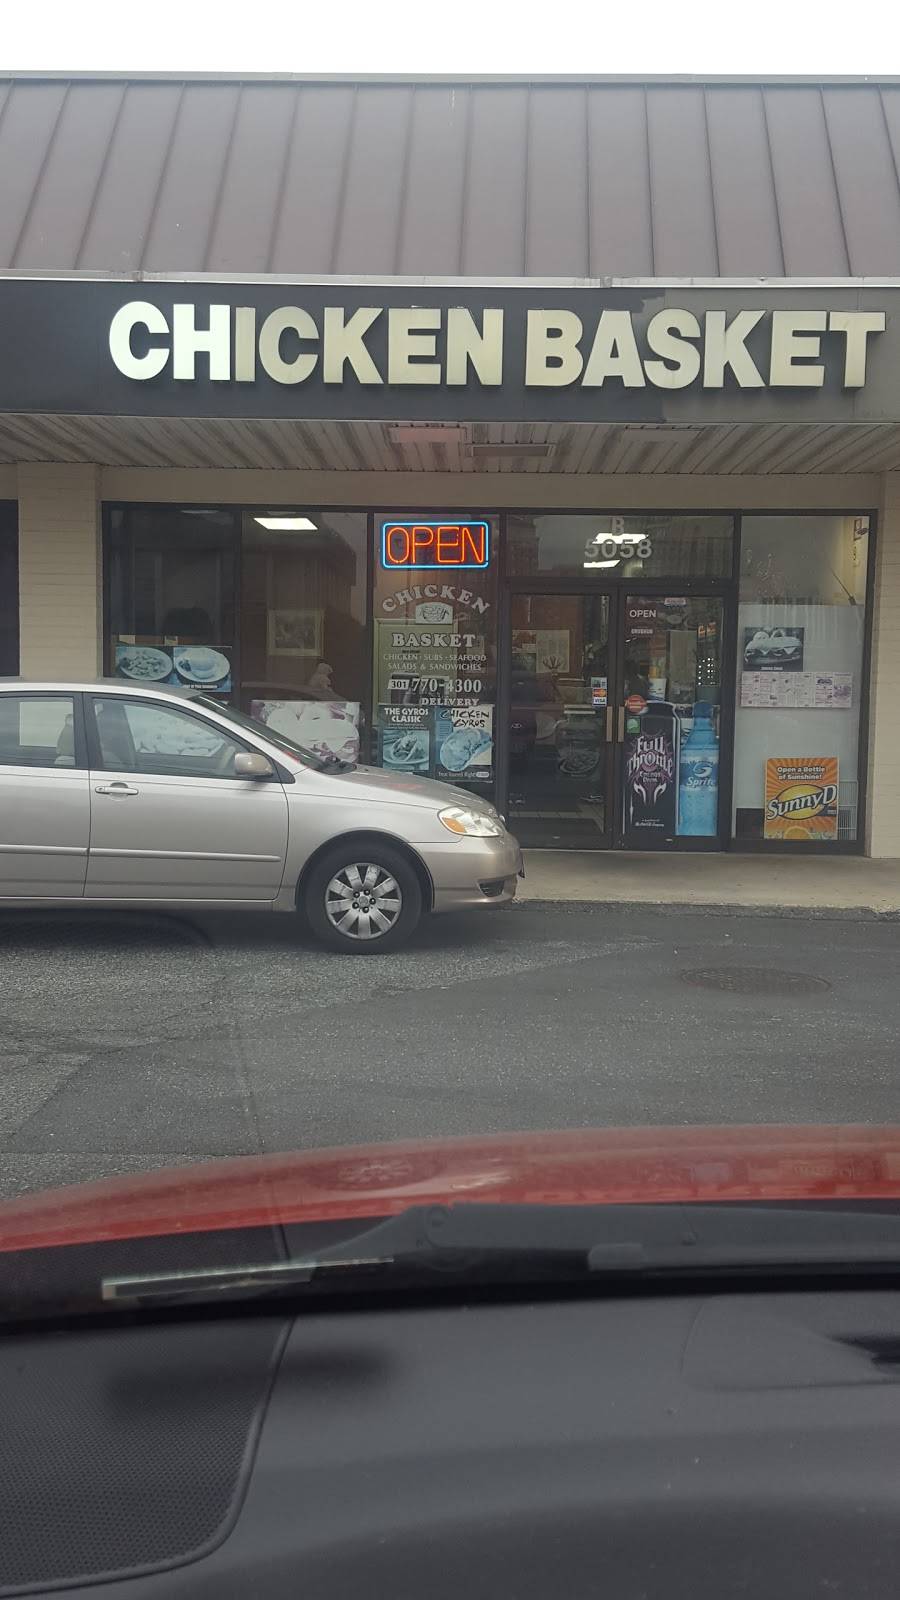 CHICKEN BASKET
OPEN
B
5058
CHICKEN
BASKET
CHICKEN · SUBS · SEAFOOD
SALADS & SANDWICHES
301 770-4300
DELIVERY
THE GYROS
CLASSIC
CHICKEN
GYROS
OPEN
VISA
Full
Throttle
Sprite
Open a Bottle
of Sunshine!
SunnyD